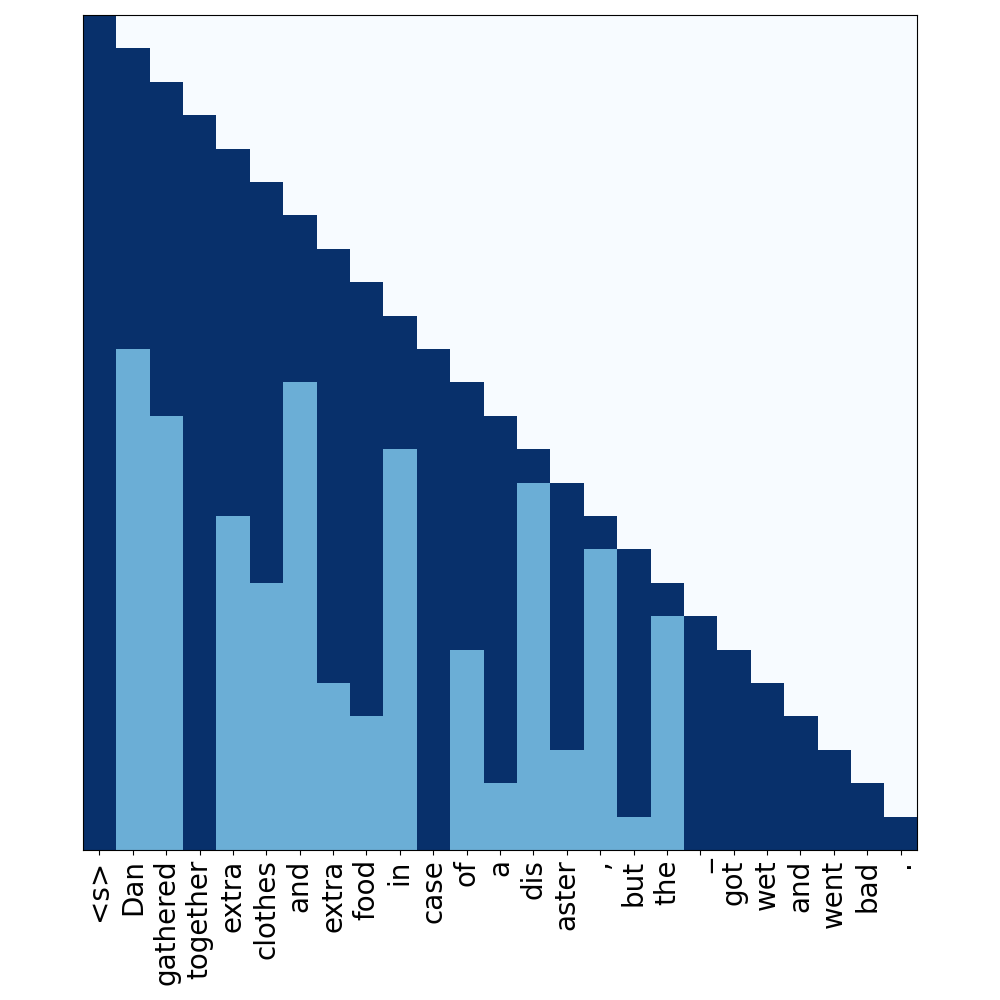 <s>
Dan
gathered
together
extra
clothes
and
extra
food
in
case
of
a
dis
aster
,
but
the
_
got
wet
and
went
bad
.